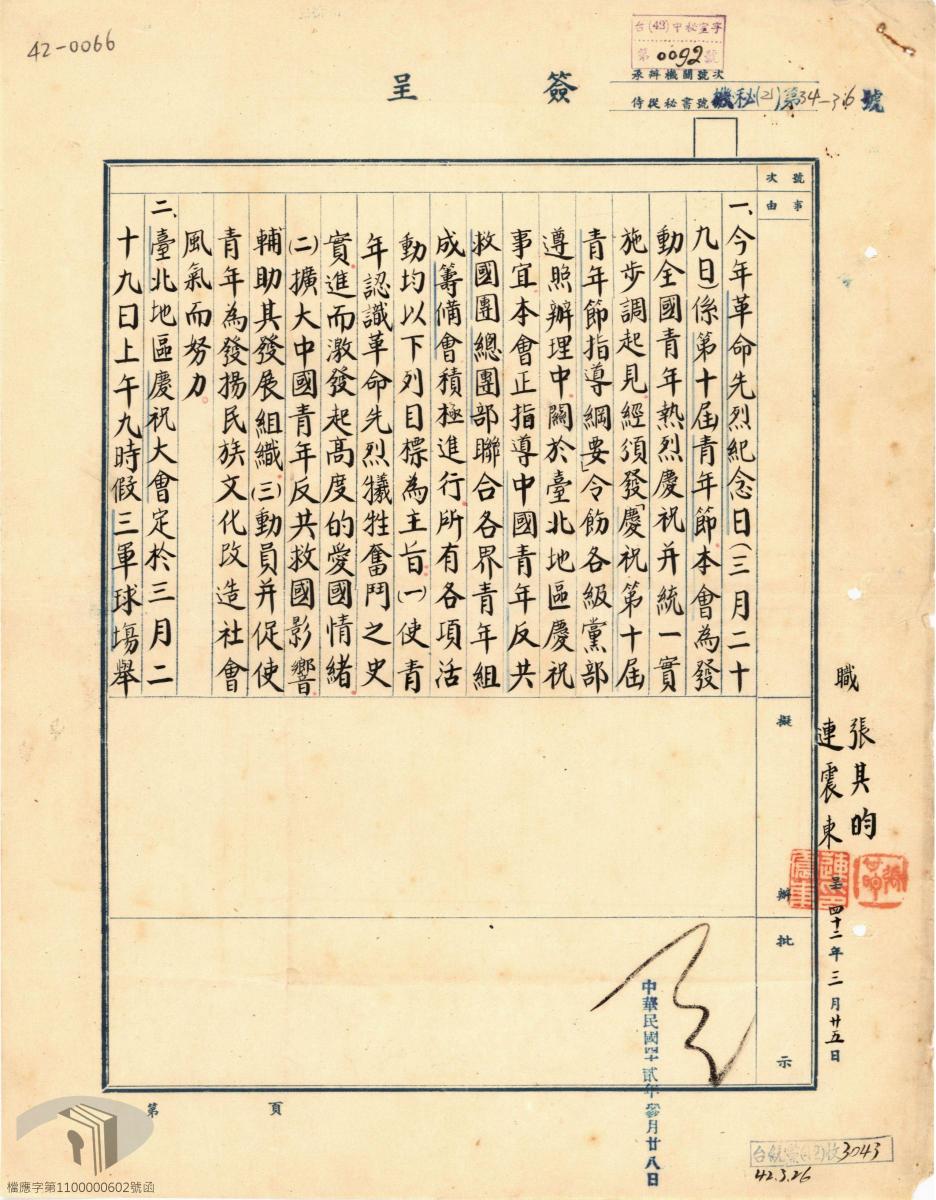 42-0066
台(42)中秘室字
第0092號
簽呈
承辦機關號次
侍從秘書號 機秘(21)第34-36號
號次
事由
一、今年革命先烈紀念日(三月二十
九日)係第十屆青年節本會為發
動全國青年熱烈慶祝并統一實
施步調起見經須發「慶祝第十屆
青年節指導綱要」令飭各級黨部
遵照辦理中關於臺北地區慶祝
事宜本會正指導中國青年反共
救國團總團部聯合各界青年組
成籌備會積極進行所有各項活
動均以下列目標為主旨(一)使青
年認識革命先烈犧牲奮鬥之史
實進而激發起高度的愛國情緒
(二)擴大中國青年反共救國影響
輔助其發展組織(三)動員并促使
青年為發揚民族文化改造社會
風氣而努力。
二、臺北地區慶祝大會定於三月二
十九日上午九時假三軍球場舉
擬辦
批示
職
張其昀
連震東
呈
四十二年三月廿五日
中華民國四十貳年叁月廿八日
第頁
台統黨(42)收3043
42.3.26
檔應字第1100000602號函